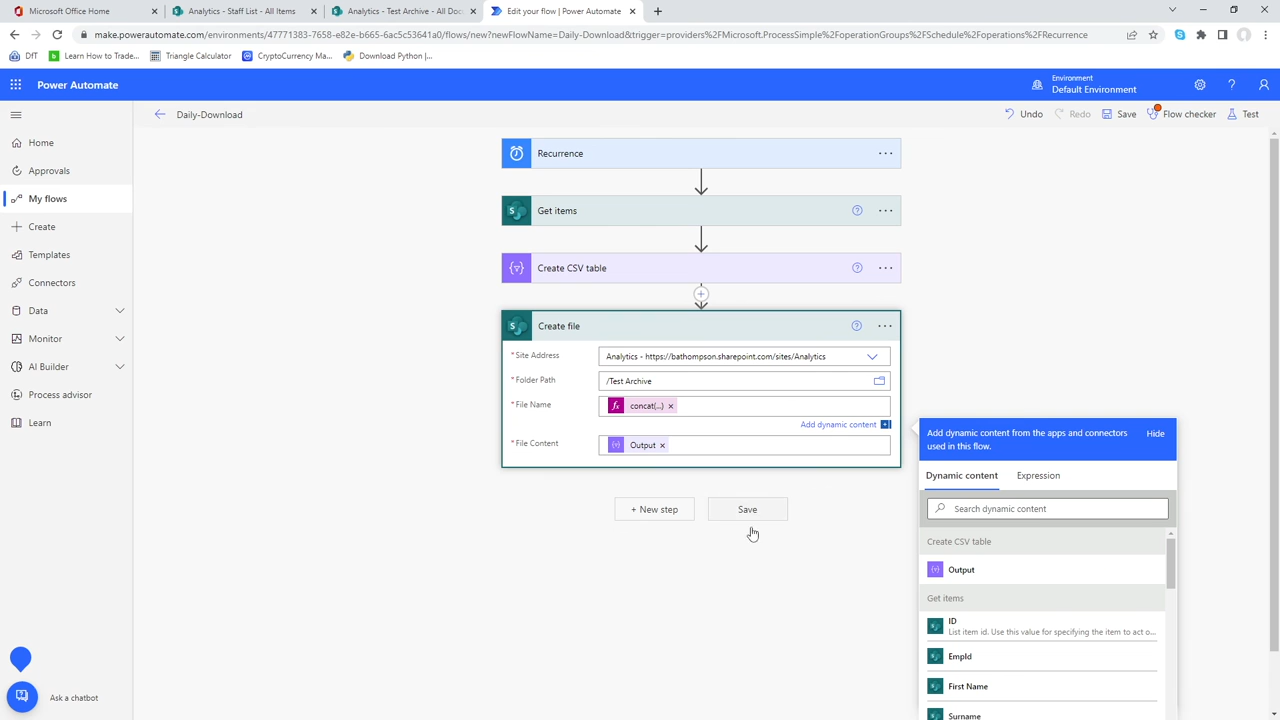 Microsoft Office Home
Analytics - Staff List - All Items
Analytics - Test Archive - All Doc
Edit your flow | Power Automate
make.powerautomate.com/environments/47771383-7658-e82e-b665-6ac5c53641a0/flows/new?newFlowName=Daily-Download&trigger=providers%2FMicrosoft.ProcessSimple%2FoperationGroups%2FSchedule%2Foperations%2FRecurrence
DfT
Learn How to Trade...
Triangle Calculator
CryptoCurrency Ma...
Download Python |...
Power Automate
Environment
Default Environment
Daily-Download
Undo
Redo
Save
Flow checker
Test
Home
Approvals
My flows
Create
Templates
Connectors
Data
Monitor
AI Builder
Process advisor
Learn
Ask a chatbot
Recurrence
Get items
Create CSV table
Create file
* Site Address
Analytics - https://bathompson.sharepoint.com/sites/Analytics
* Folder Path
/Test Archive
* File Name
fx concat(...) ×
Add dynamic content
* File Content
Output ×
+ New step
Save
Add dynamic content from the apps and connectors
used in this flow.
Hide
Dynamic content
Expression
Search dynamic content
Create CSV table
Output
Get items
ID
List item id. Use this value for specifying the item to act o...
EmpId
First Name
Surname